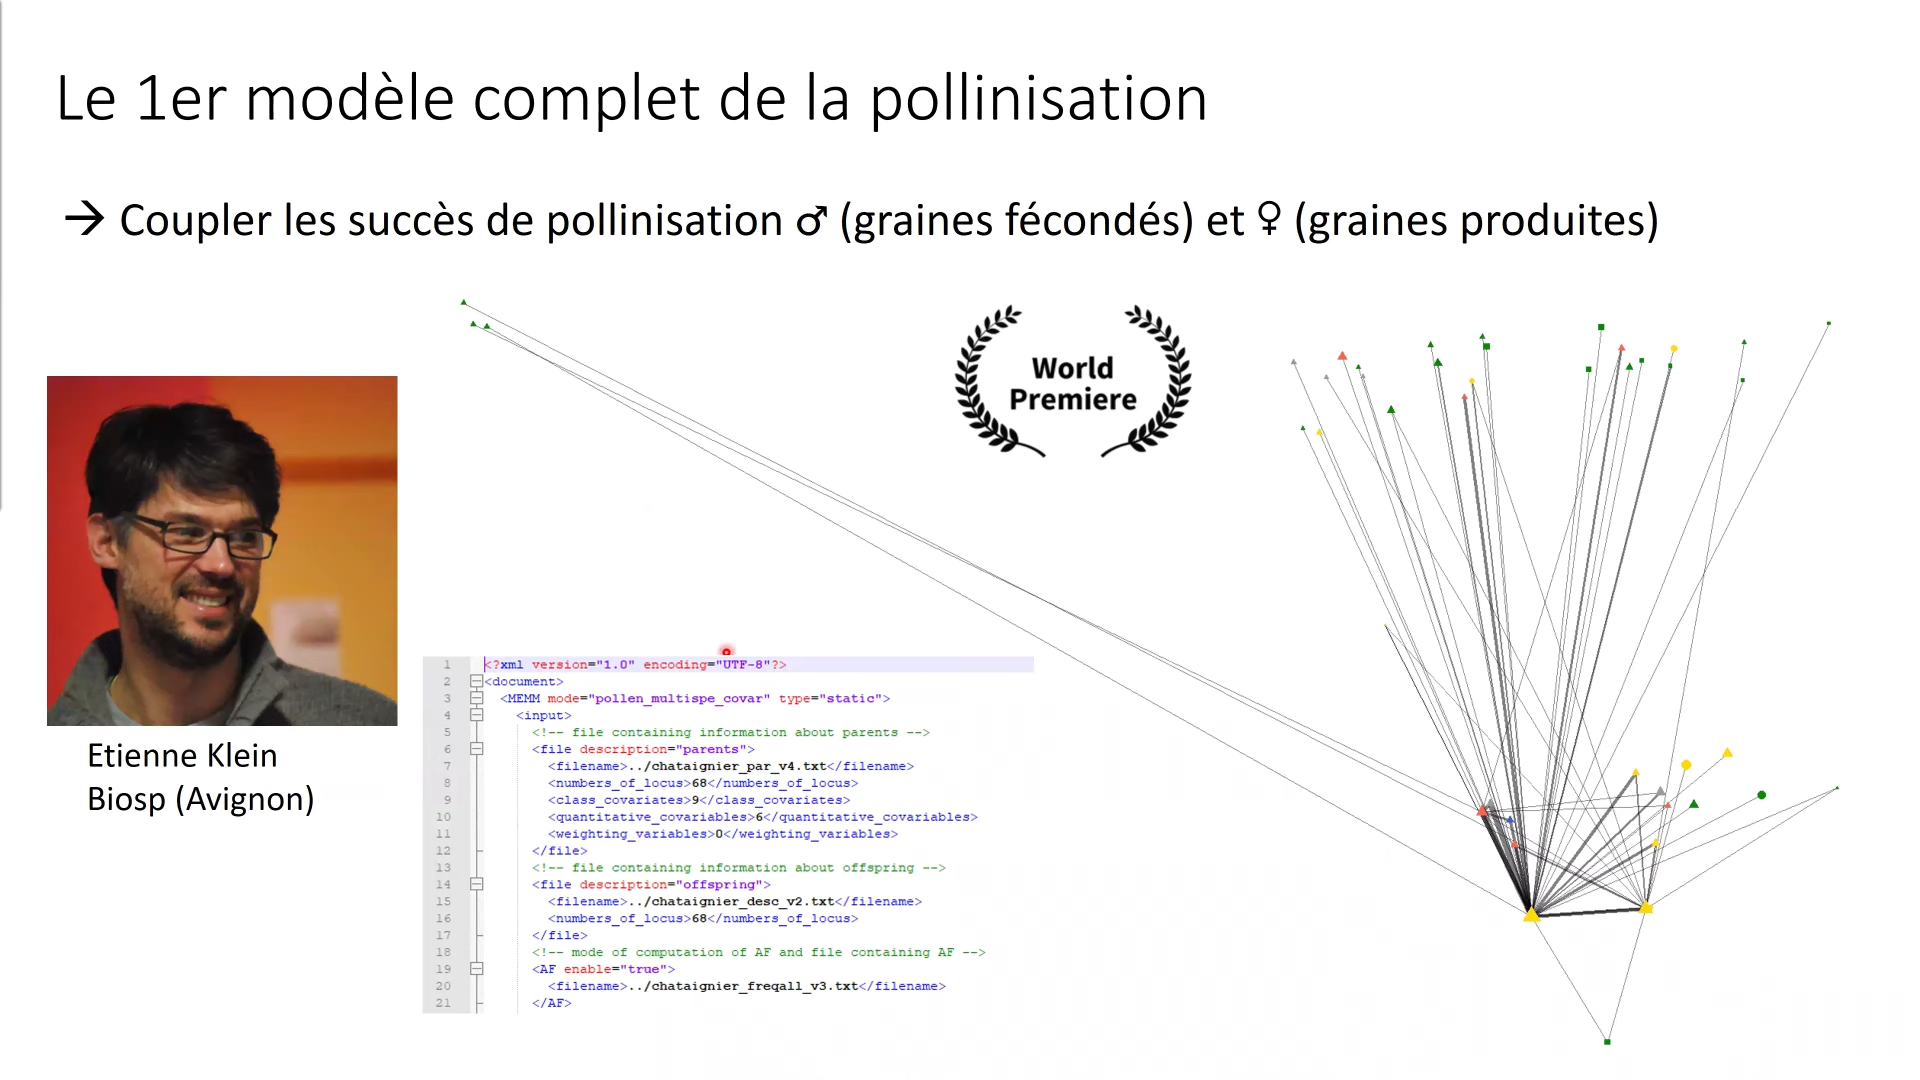 Le 1er modèle complet de la pollinisation
→ Coupler les succès de pollinisation ♂ (graines fécondés) et ♀ (graines produites)
World
Premiere
Etienne Klein
Biosp (Avignon)
1 <?xml version="1.0" encoding="UTF-8"?>
2 <document>
3 <MEMM mode="pollen_multispe_covar" type="static">
4 <input>
5 <!-- file containing information about parents -->
6 <file description="parents">
7 <filename>../chataignier_par_v4.txt</filename>
8 <numbers_of_locus>68</numbers_of_locus>
9 <class_covariates>9</class_covariates>
10 <quantitative_covariables>6</quantitative_covariables>
11 <weighting_variables>0</weighting_variables>
12 </file>
13 <!-- file containing information about offspring -->
14 <file description="offspring">
15 <filename>../chataignier_desc_v2.txt</filename>
16 <numbers_of_locus>68</numbers_of_locus>
17 </file>
18 <!-- mode of computation of AF and file containing AF -->
19 <AF enable="true">
20 <filename>../chataignier_freqall_v3.txt</filename>
21 </AF>